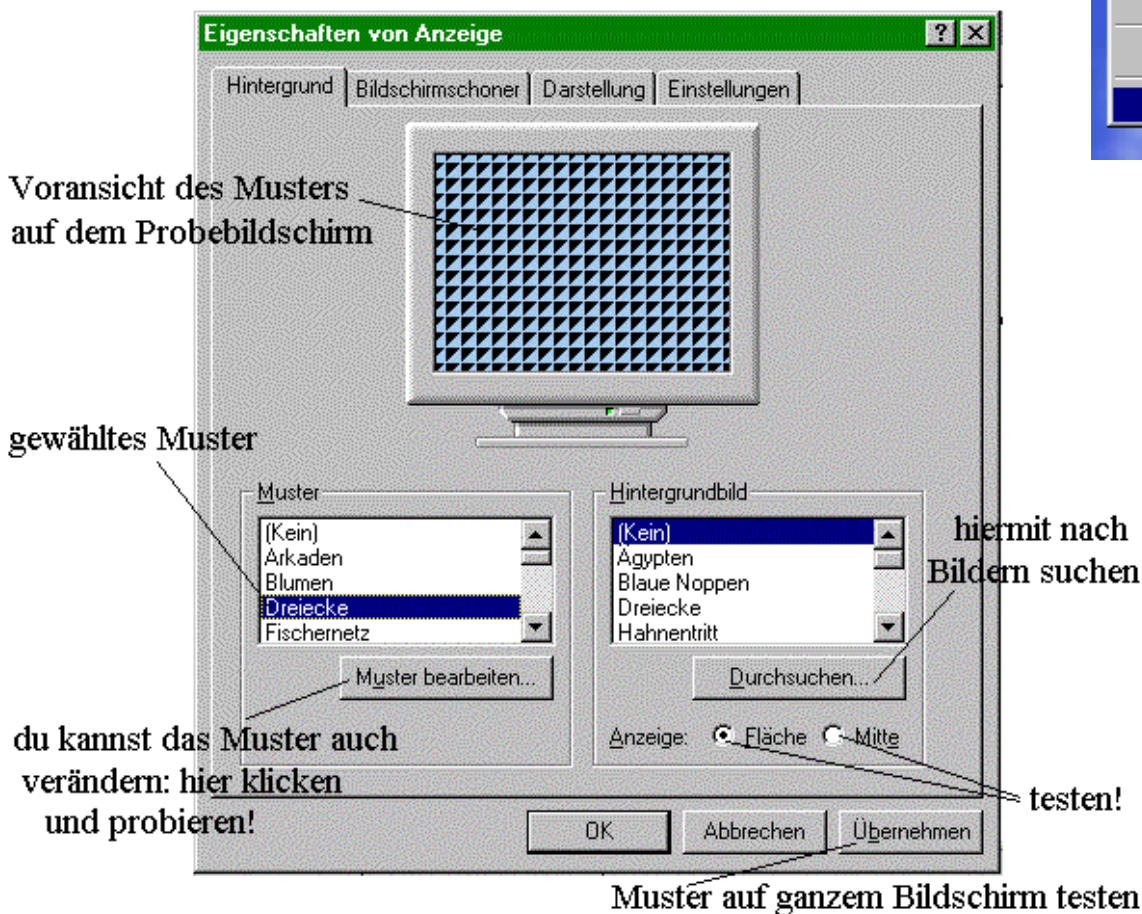 Eigenschaften von Anzeige
Hintergrund Bildschirmschoner Darstellung Einstellungen
Voransicht des Musters
auf dem Probebildschirm
gewähltes Muster
Muster
(Kein)
Arkaden
Blumen
Dreiecke
Fischernetz
Muster bearbeiten...
Hintergrundbild
(Kein)
Ägypten
Blaue Noppen
Dreiecke
Hahnentritt
Durchsuchen...
Anzeige: Fläche Mitte
hiermit nach
Bildern suchen
du kannst das Muster auch
verändern: hier klicken
und probieren!
testen!
OK Abbrechen Übernehmen
Muster auf ganzem Bildschirm testen